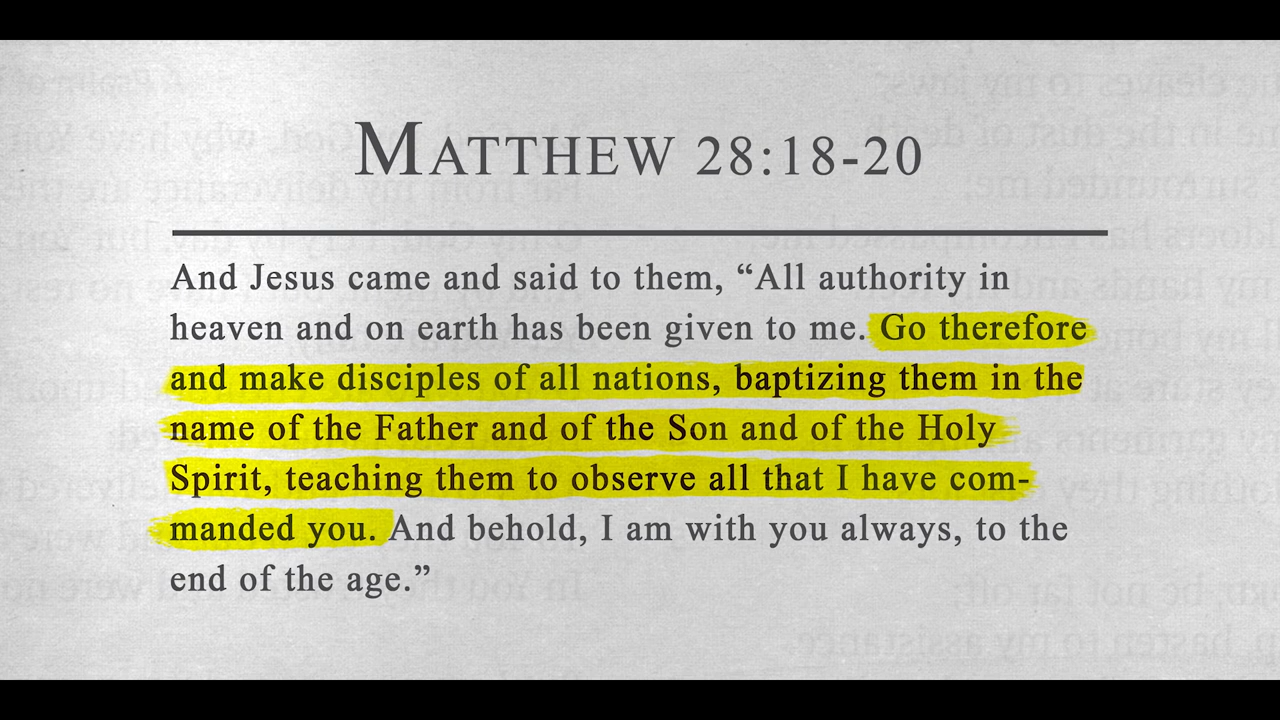 MATTHEW 28:18-20
And Jesus came and said to them, “All authority in
heaven and on earth has been given to me. Go therefore
and make disciples of all nations, baptizing them in the
name of the Father and of the Son and of the Holy
Spirit, teaching them to observe all that I have com-
manded you. And behold, I am with you always, to the
end of the age.”